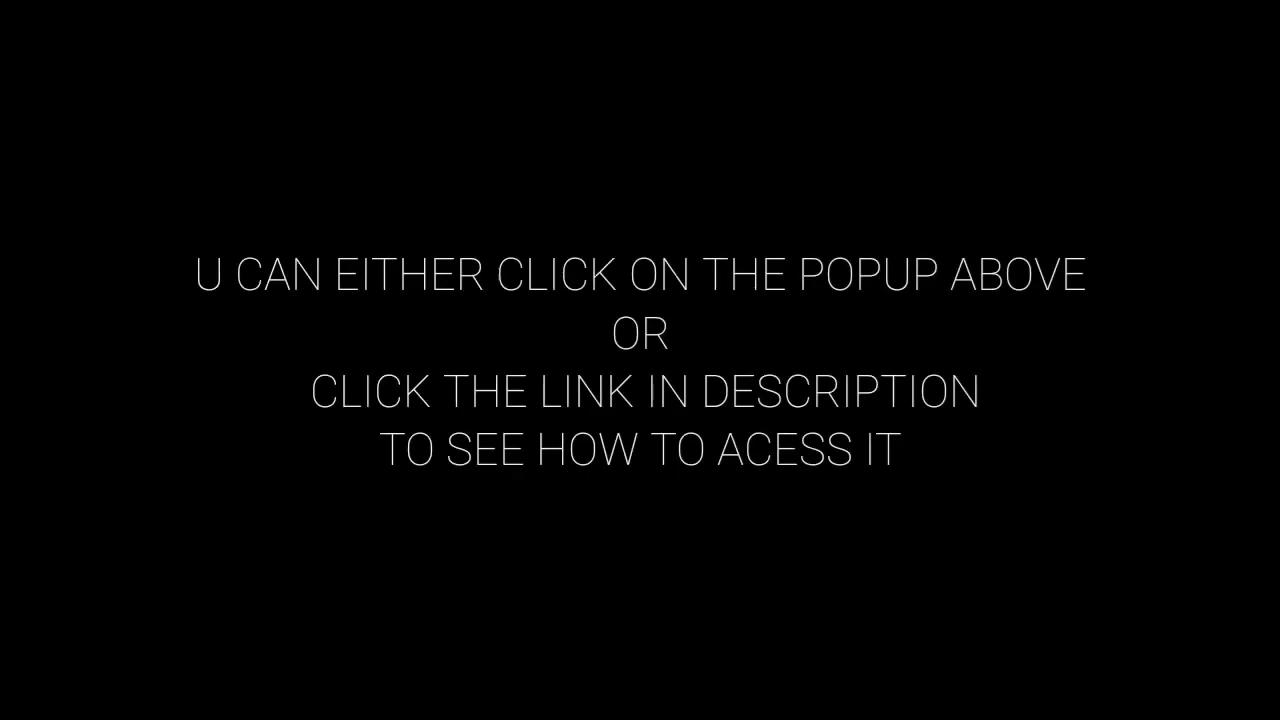 U CAN EITHER CLICK ON THE POPUP ABOVE
OR
CLICK THE LINK IN DESCRIPTION
TO SEE HOW TO ACESS IT